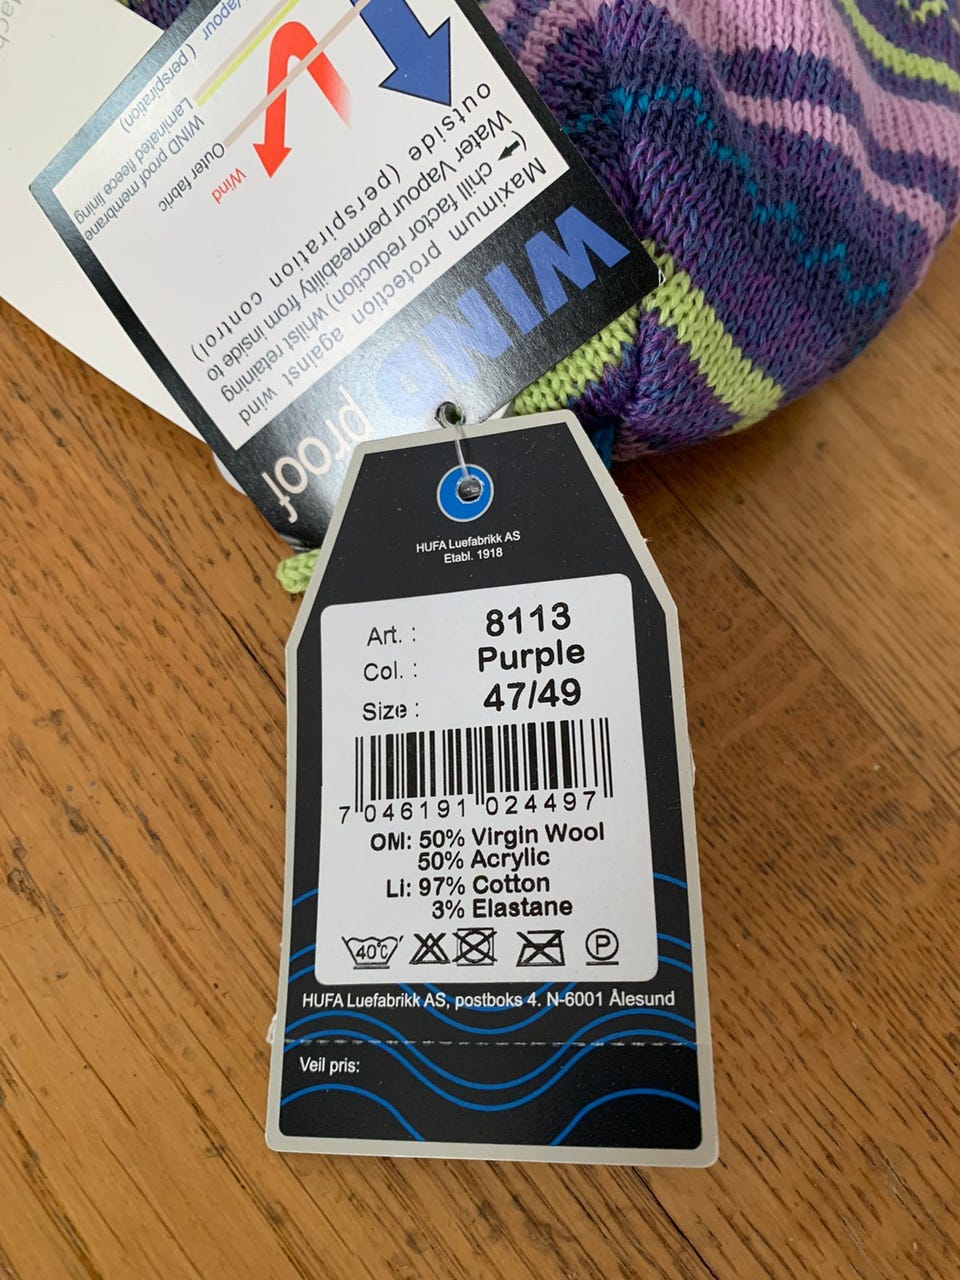 Vapour ( perspiration)
Laminated fleece lining
WIND proof membrane
Outer fabric
Wind
Maximum protection against wind
( chill factor reduction) whilst retaining
Water Vapour permeability from inside to
outside (perspiration control)
WIND
proof
HUFA Luefabrikk AS
Etabl. 1918
Art. : 8113
Col. : Purple
Size : 47/49
7 046191 024497
OM: 50% Virgin Wool
50% Acrylic
Li: 97% Cotton
3% Elastane
40°C P
HUFA Luefabrikk AS, postboks 4. N-6001 Ålesund
Veil pris: